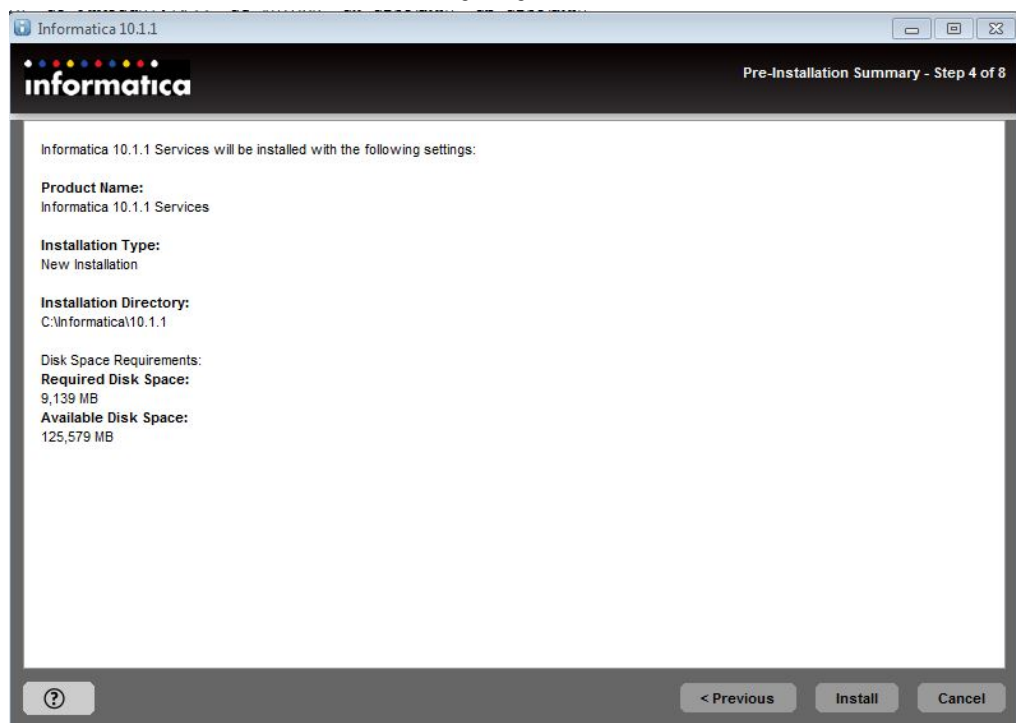 Informatica 10.1.1
informatica
Pre-Installation Summary - Step 4 of 8
Informatica 10.1.1 Services will be installed with the following settings:
Product Name:
Informatica 10.1.1 Services
Installation Type:
New Installation
Installation Directory:
C:\Informatica\10.1.1
Disk Space Requirements:
Required Disk Space:
9,139 MB
Available Disk Space:
125,579 MB
?
< Previous Install Cancel